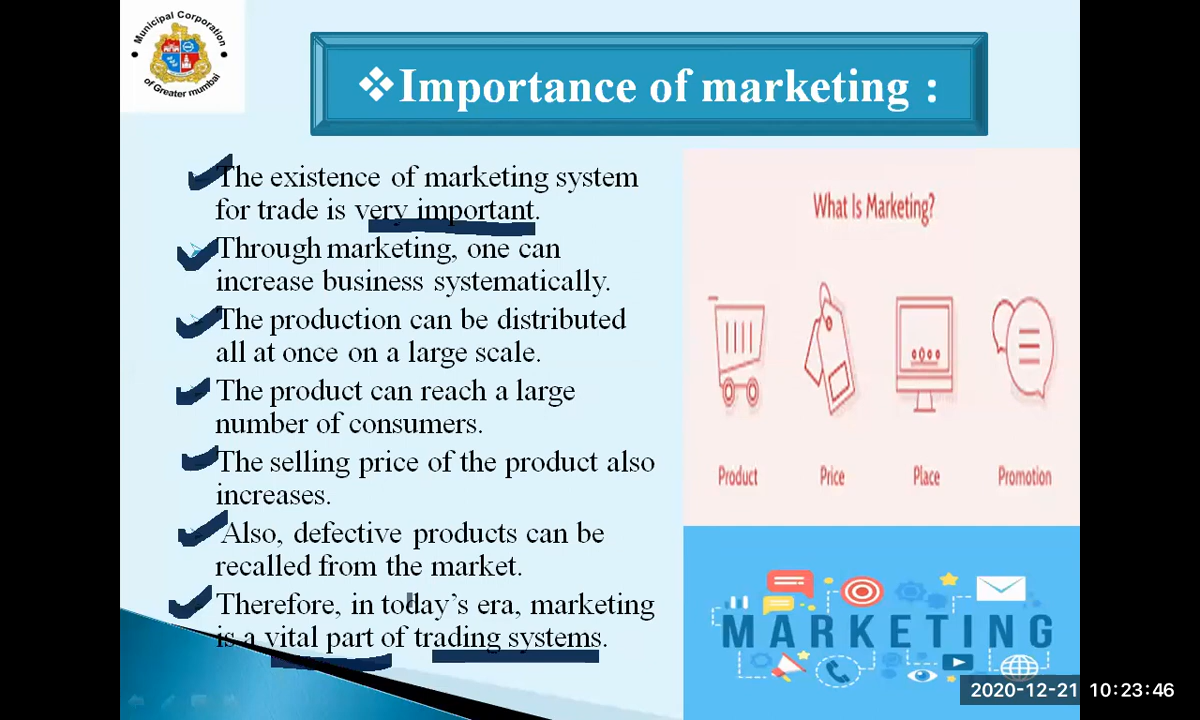 Municipal Corporation
of Greater mumbai
❖Importance of marketing :
The existence of marketing system
for trade is very important.
Through marketing, one can
increase business systematically.
The production can be distributed
all at once on a large scale.
The product can reach a large
number of consumers.
The selling price of the product also
increases.
Also, defective products can be
recalled from the market.
Therefore, in today's era, marketing
is a vital part of trading systems.
What Is Marketing?
Product Price Place Promotion
MARKETING
2020-12-21 10:23:46